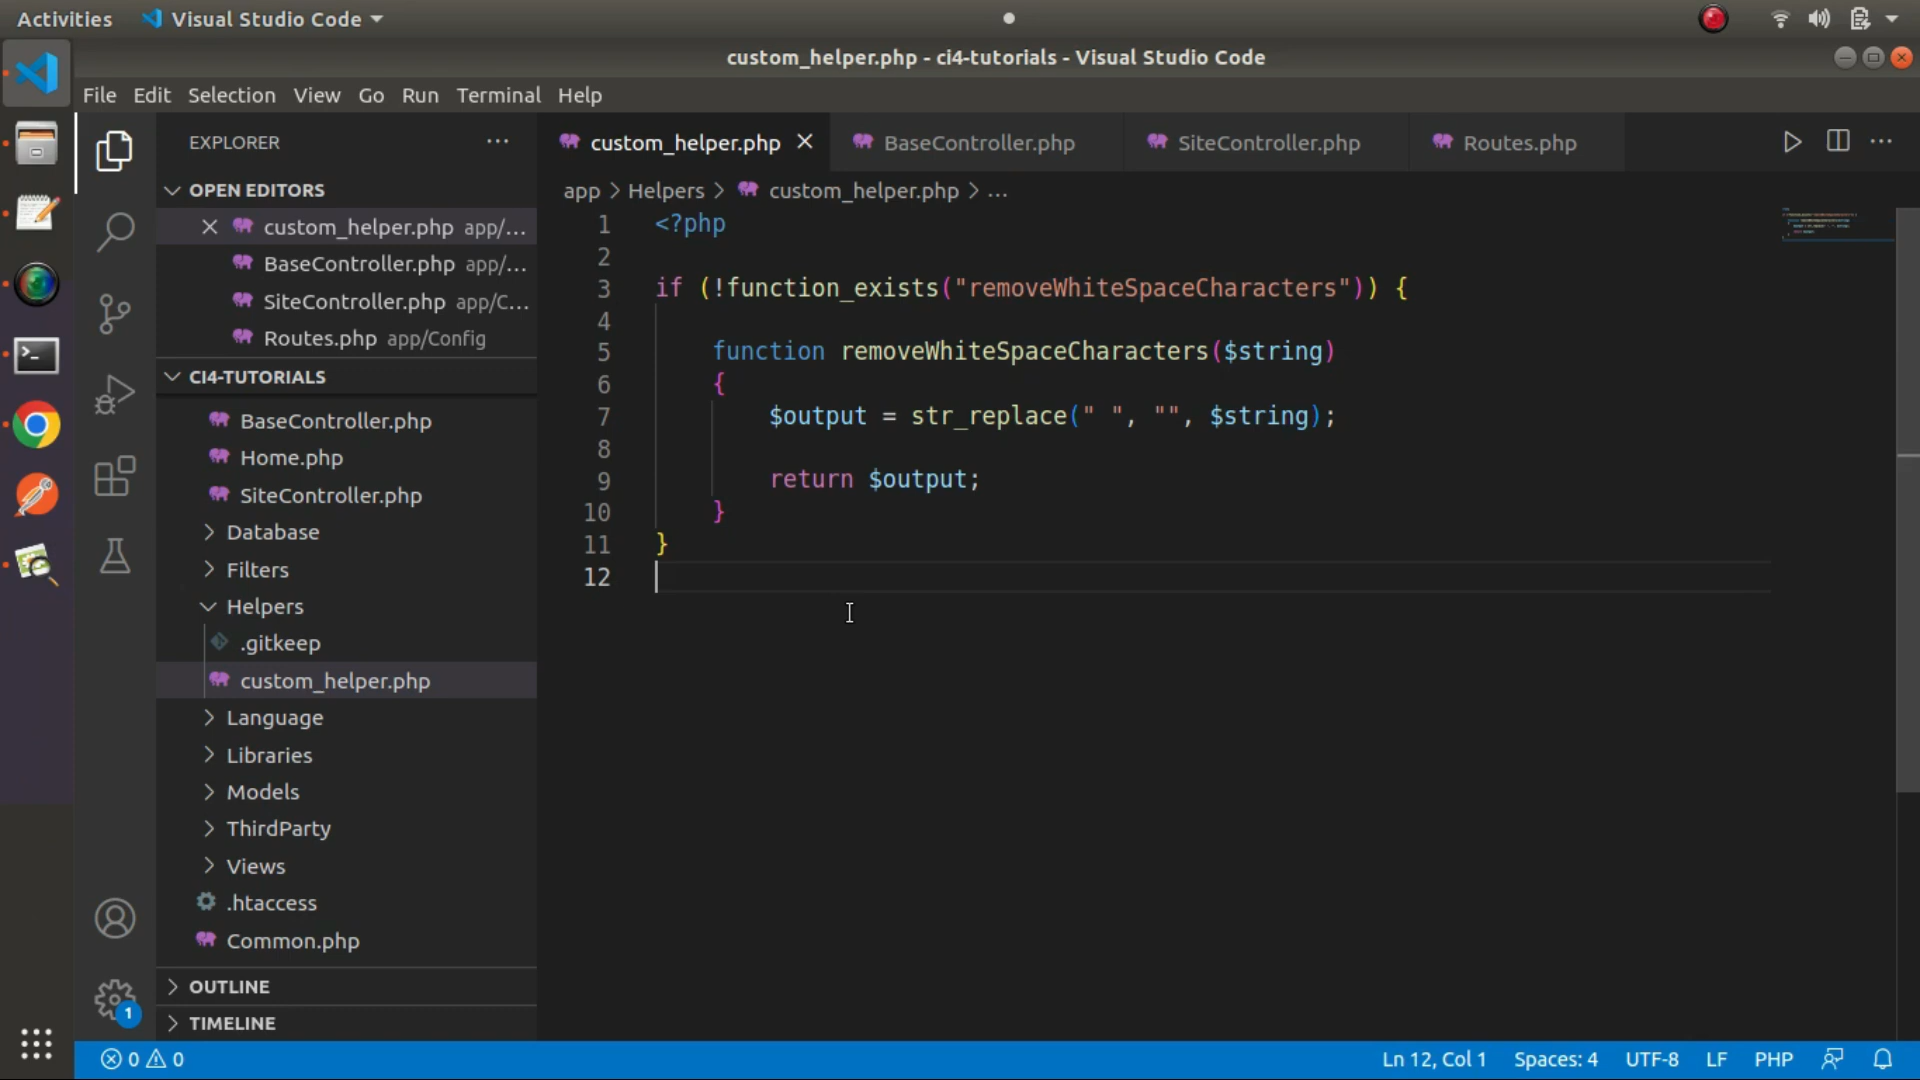 Activities Visual Studio Code
custom_helper.php - ci4-tutorials - Visual Studio Code
File Edit Selection View Go Run Terminal Help
EXPLORER
OPEN EDITORS
custom_helper.php app/...
BaseController.php app/...
SiteController.php app/C...
Routes.php app/Config
CI4-TUTORIALS
BaseController.php
Home.php
SiteController.php
Database
Filters
Helpers
.gitkeep
custom_helper.php
Language
Libraries
Models
ThirdParty
Views
.htaccess
Common.php
OUTLINE
TIMELINE
1
custom_helper.php BaseController.php SiteController.php Routes.php
app > Helpers > custom_helper.php > ...
1 <?php
2
3 if (!function_exists("removeWhiteSpaceCharacters")) {
4
5 function removeWhiteSpaceCharacters($string)
6 {
7 $output = str_replace(" ", "", $string);
8
9 return $output;
10 }
11 }
12
0 0 Ln 12, Col 1 Spaces: 4 UTF-8 LF PHP